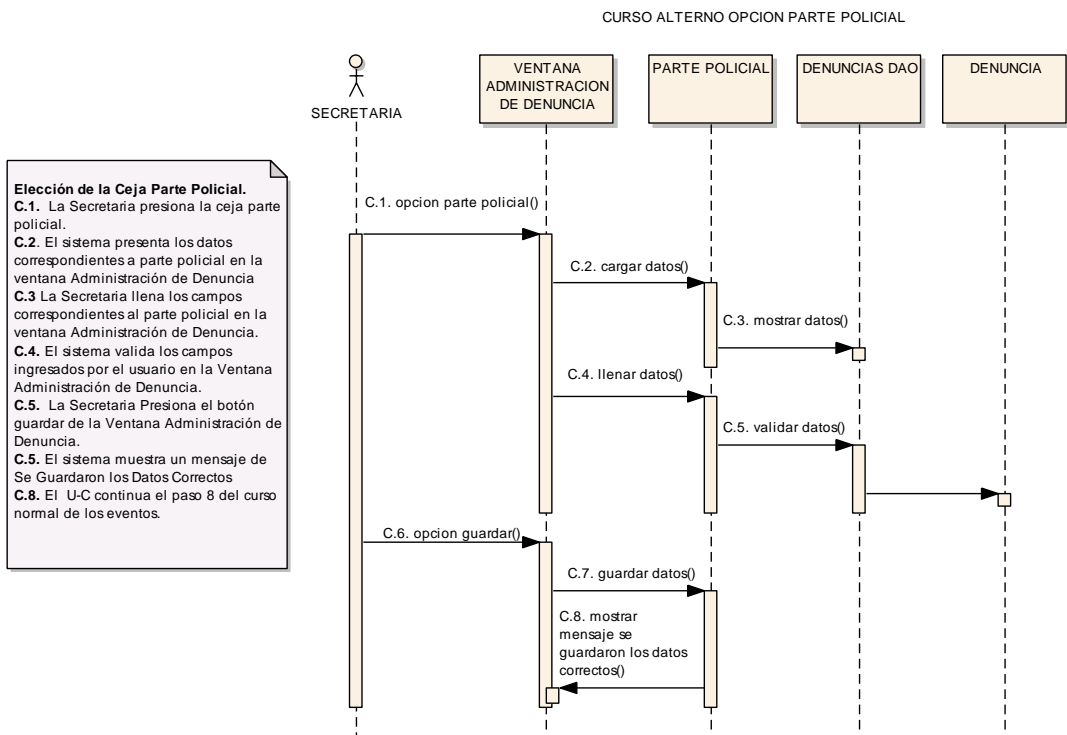 CURSO ALTERNO OPCION PARTE POLICIAL
SECRETARIA
VENTANA
ADMINISTRACION
DE DENUNCIA
PARTE POLICIAL
DENUNCIAS DAO
DENUNCIA
Elección de la Ceja Parte Policial.
C.1. La Secretaria presiona la ceja parte
policial.
C.2. El sistema presenta los datos
correspondientes a parte policial en la
ventana Administración de Denuncia
C.3 La Secretaria llena los campos
correspondientes al parte policial en la
ventana Administración de Denuncia.
C.4. El sistema valida los campos
ingresados por el usuario en la Ventana
Administración de Denuncia.
C.5. La Secretaria Presiona el botón
guardar de la Ventana Administración de
Denuncia.
C.5. El sistema muestra un mensaje de
Se Guardaron los Datos Correctos
C.8. El U-C continua el paso 8 del curso
normal de los eventos.
C.1. opcion parte policial()
C.2. cargar datos()
C.3. mostrar datos()
C.4. llenar datos()
C.5. validar datos()
C.6. opcion guardar()
C.7. guardar datos()
C.8. mostrar
mensaje se
guardaron los datos
correctos()